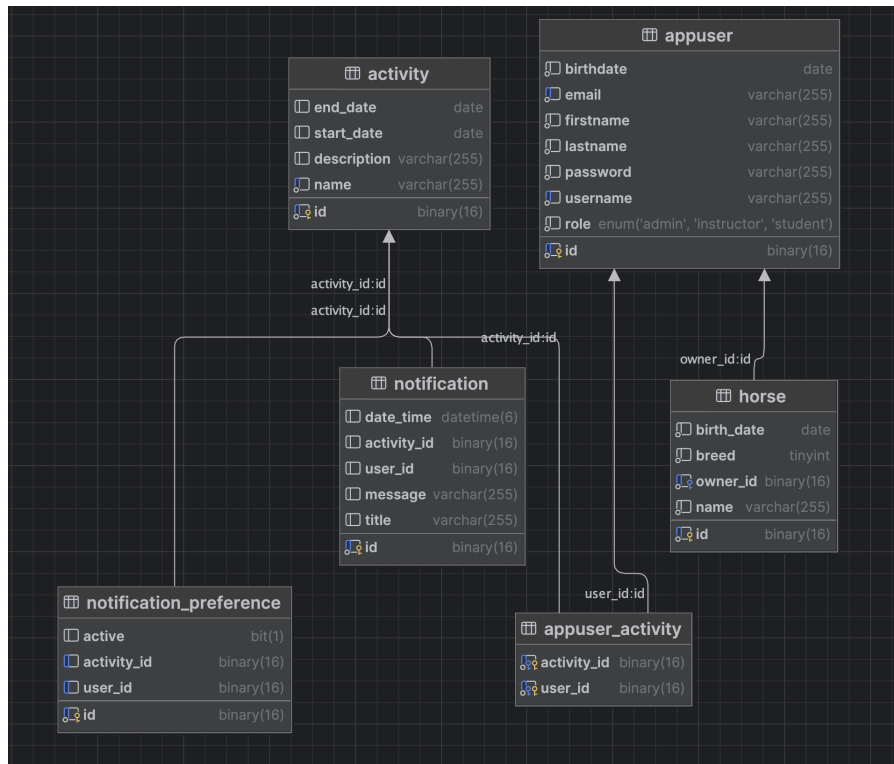 activity
end_date date
start_date date
description varchar(255)
name varchar(255)
id binary(16)
appuser
birthdate date
email varchar(255)
firstname varchar(255)
lastname varchar(255)
password varchar(255)
username varchar(255)
role enum('admin', 'instructor', 'student')
id binary(16)
activity_id:id
activity_id:id
activity_id:id
owner_id:id
notification
date_time datetime(6)
activity_id binary(16)
user_id binary(16)
message varchar(255)
title varchar(255)
id binary(16)
horse
birth_date date
breed tinyint
owner_id binary(16)
name varchar(255)
id binary(16)
user_id:id
notification_preference
active bit(1)
activity_id binary(16)
user_id binary(16)
id binary(16)
appuser_activity
activity_id binary(16)
user_id binary(16)